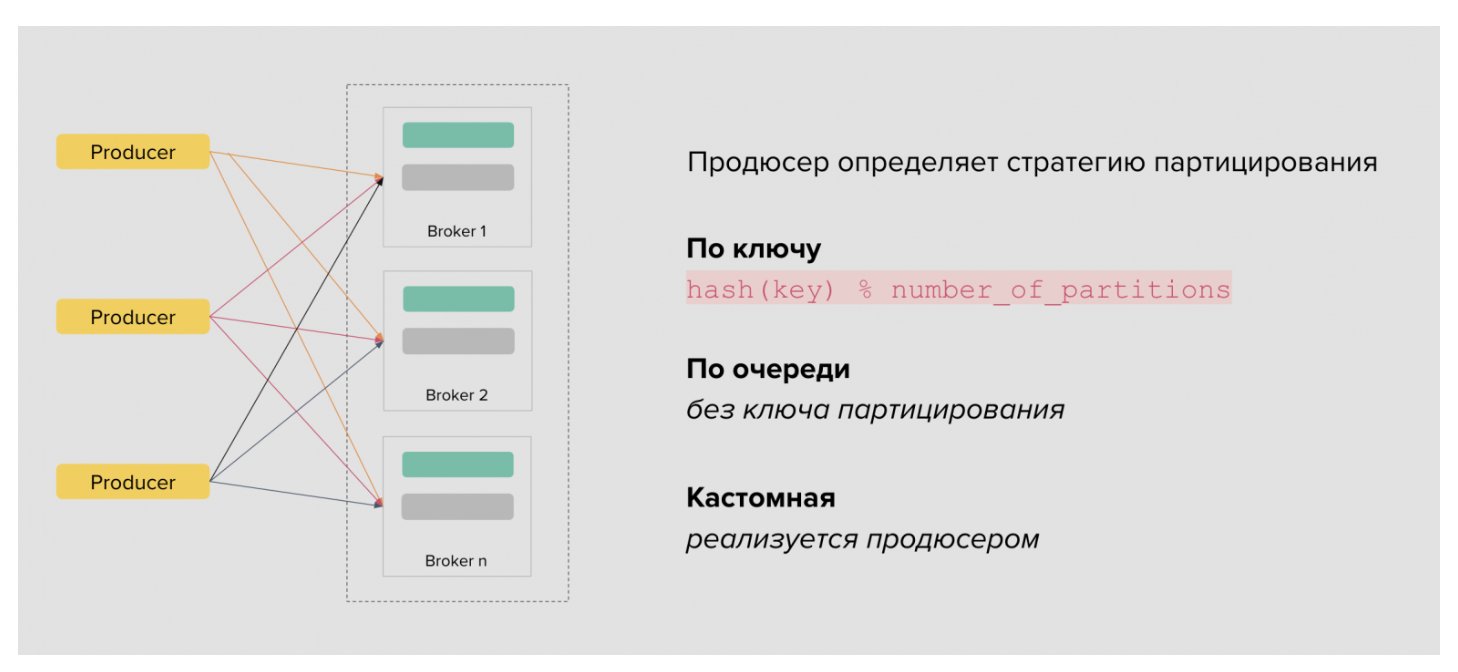 Producer
Producer
Producer
Broker 1
Broker 2
Broker n
Продюсер определяет стратегию партицирования
По ключу
hash(key) % number_of_partitions
По очереди
без ключа партицирования
Кастомная
реализуется продюсером